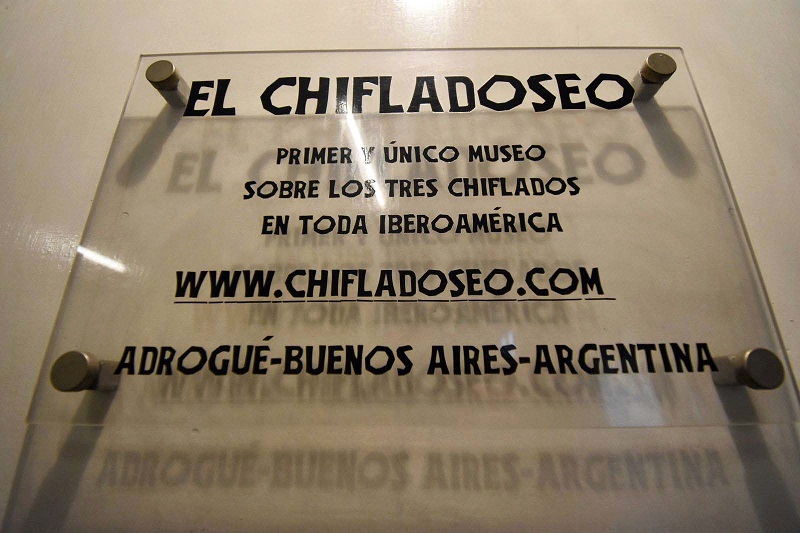 EL CHIFLADOSEO
PRIMER Y ÚNICO MUSEO
SOBRE LOS TRES CHIFLADOS
EN TODA IBEROAMÉRICA
WWW.CHIFLADOSEO.COM
ADROGUÉ-BUENOS AIRES-ARGENTINA